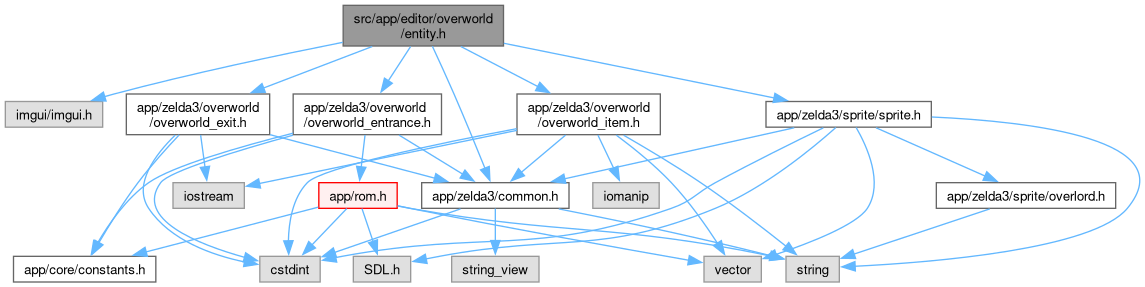 src/app/editor/overworld
/entity.h
imgui/imgui.h
app/zelda3/overworld
/overworld_exit.h
app/zelda3/overworld
/overworld_entrance.h
app/zelda3/overworld
/overworld_item.h
app/zelda3/sprite/sprite.h
iostream
app/rom.h
app/zelda3/common.h
iomanip
app/zelda3/sprite/overlord.h
app/core/constants.h
cstdint
SDL.h
string_view
vector
string